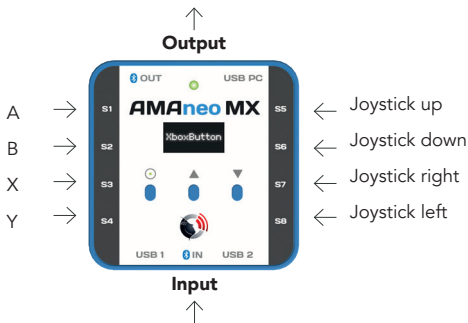 Output
OUT USB PC
A S1 AMAneo MX S5 Joystick up
XboxButton
B S2 S6 Joystick down
X S3 S7 Joystick right
Y S4 S8 Joystick left
USB 1 IN USB 2
Input